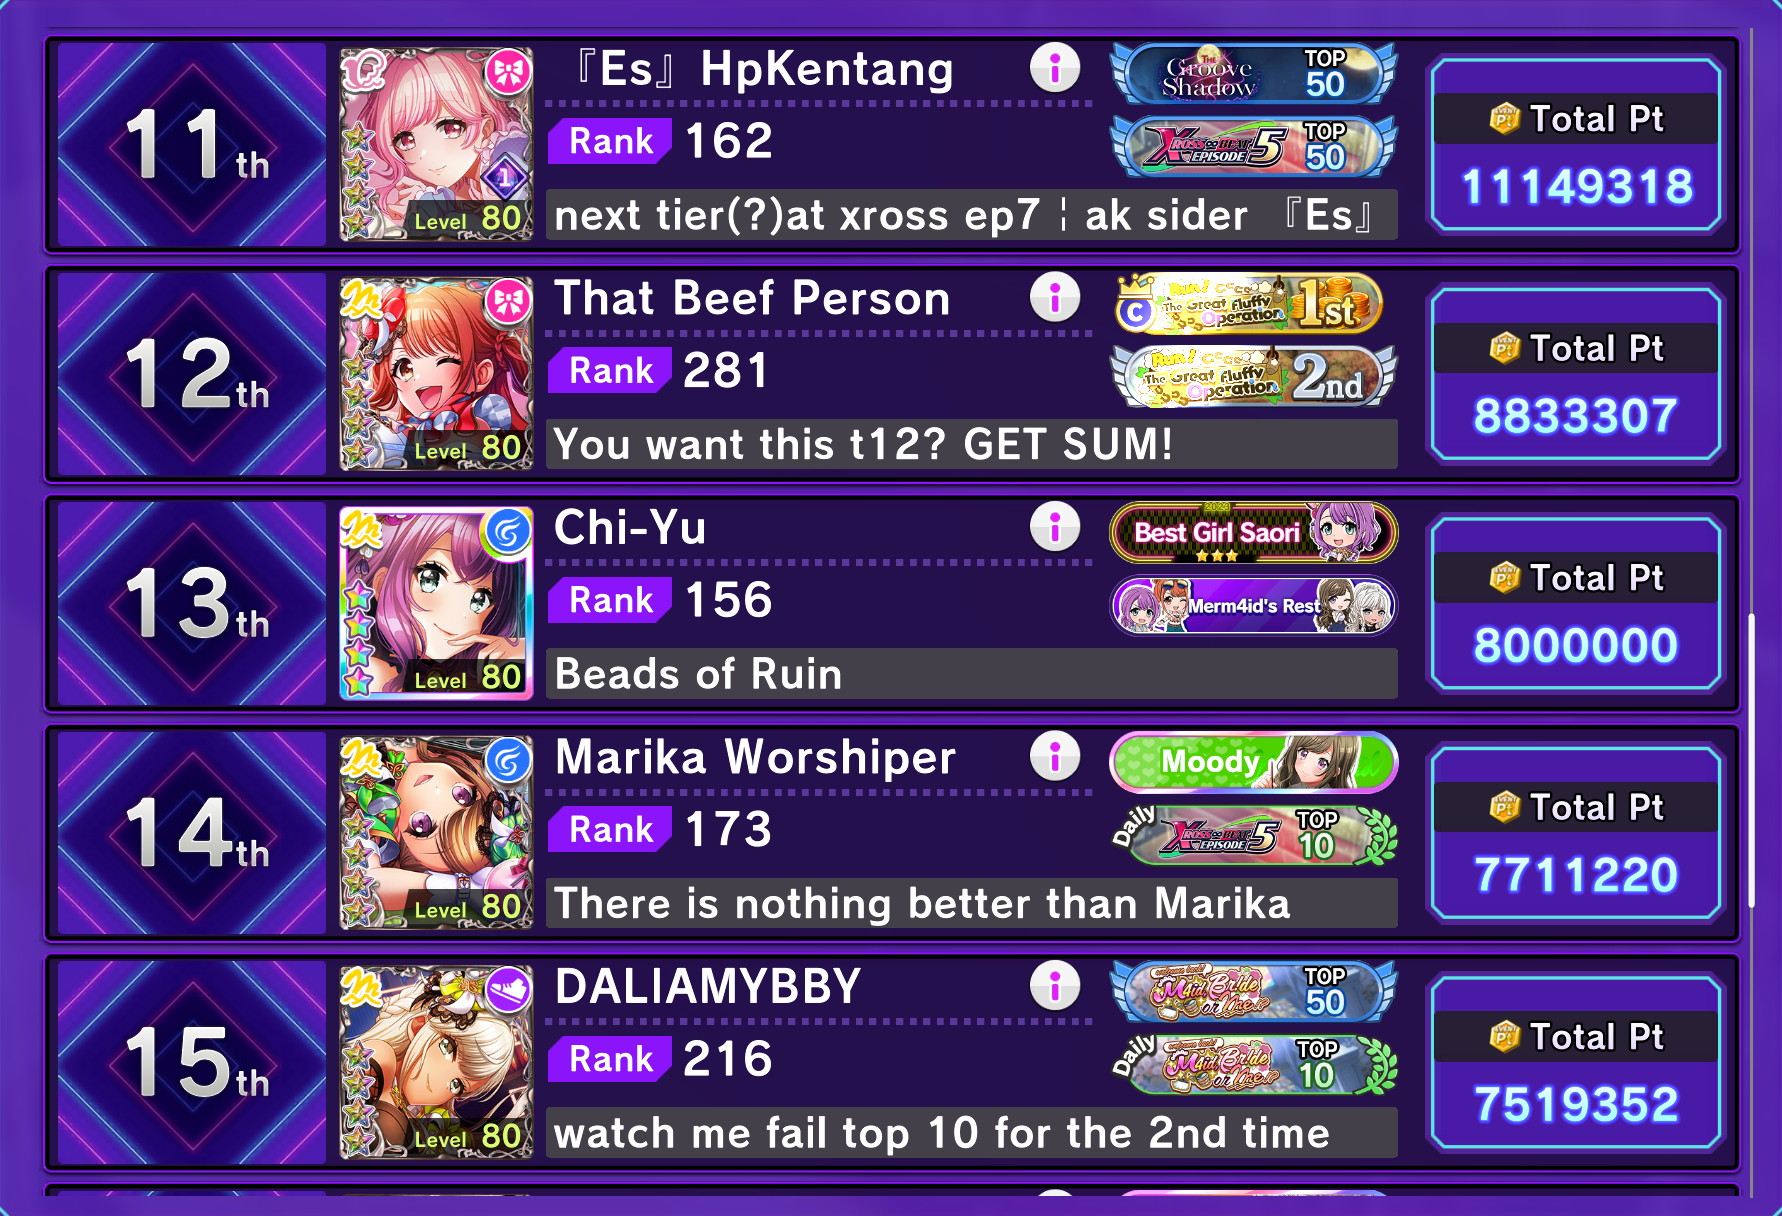 11th
『Es』HpKentang
i
THE Groove Shadow TOP 50
Rank 162
XROSS BEAT EPISODE 5 TOP 50
next tier(?)at xross ep7 ¦ ak sider 『Es』
1
Level 80
Total Pt
11149318
12th
That Beef Person
i
C Run! The Great Fluffy Operation 1st
Rank 281
Run! The Great Fluffy Operation 2nd
You want this t12? GET SUM!
Level 80
Total Pt
8833307
13th
Chi-Yu
i
2023 Best Girl Saori
Rank 156
Merm4id's Rest
Beads of Ruin
Level 80
Total Pt
8000000
14th
Marika Worshiper
i
Moody
Rank 173
Daily XROSS BEAT EPISODE 5 TOP 10
There is nothing better than Marika
Level 80
Total Pt
7711220
15th
DALIAMYBBY
i
M4id Bride or TOP 50
Rank 216
Daily M4id Bride or TOP 10
watch me fail top 10 for the 2nd time
Level 80
Total Pt
7519352